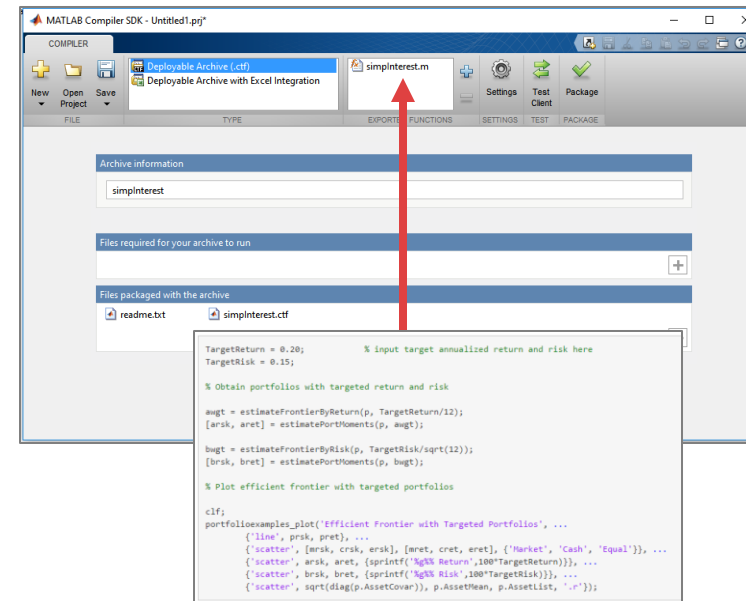 MATLAB Compiler SDK - Untitled1.prj*
COMPILER
New
Open Project
Save
Deployable Archive (.ctf)
Deployable Archive with Excel Integration
simpInterest.m
Settings
Test Client
Package
FILE
TYPE
EXPORTED FUNCTIONS
SETTINGS
TEST
PACKAGE
Archive information
simpInterest
Files required for your archive to run
Files packaged with the archive
readme.txt
simpInterest.ctf
TargetReturn = 0.20; % input target annualized return and risk here
TargetRisk = 0.15;
% Obtain portfolios with targeted return and risk
awgt = estimateFrontierByReturn(p, TargetReturn/12);
[arsk, aret] = estimatePortMoments(p, awgt);
bwgt = estimateFrontierByRisk(p, TargetRisk/sqrt(12));
[brsk, bret] = estimatePortMoments(p, bwgt);
% Plot efficient frontier with targeted portfolios
clf;
portfolioexamples_plot('Efficient Frontier with Targeted Portfolios', ...
{'line', prsk, pret}, ...
{'scatter', [mrsk, crsk, ersk], [mret, cret, eret], {'Market', 'Cash', 'Equal'}}, ...
{'scatter', arsk, aret, {sprintf('%g%% Return',100*TargetReturn)}}, ...
{'scatter', brsk, bret, {sprintf('%g%% Risk',100*TargetRisk)}}, ...
{'scatter', sqrt(diag(p.AssetCovar)), p.AssetMean, p.AssetList, '.r'});